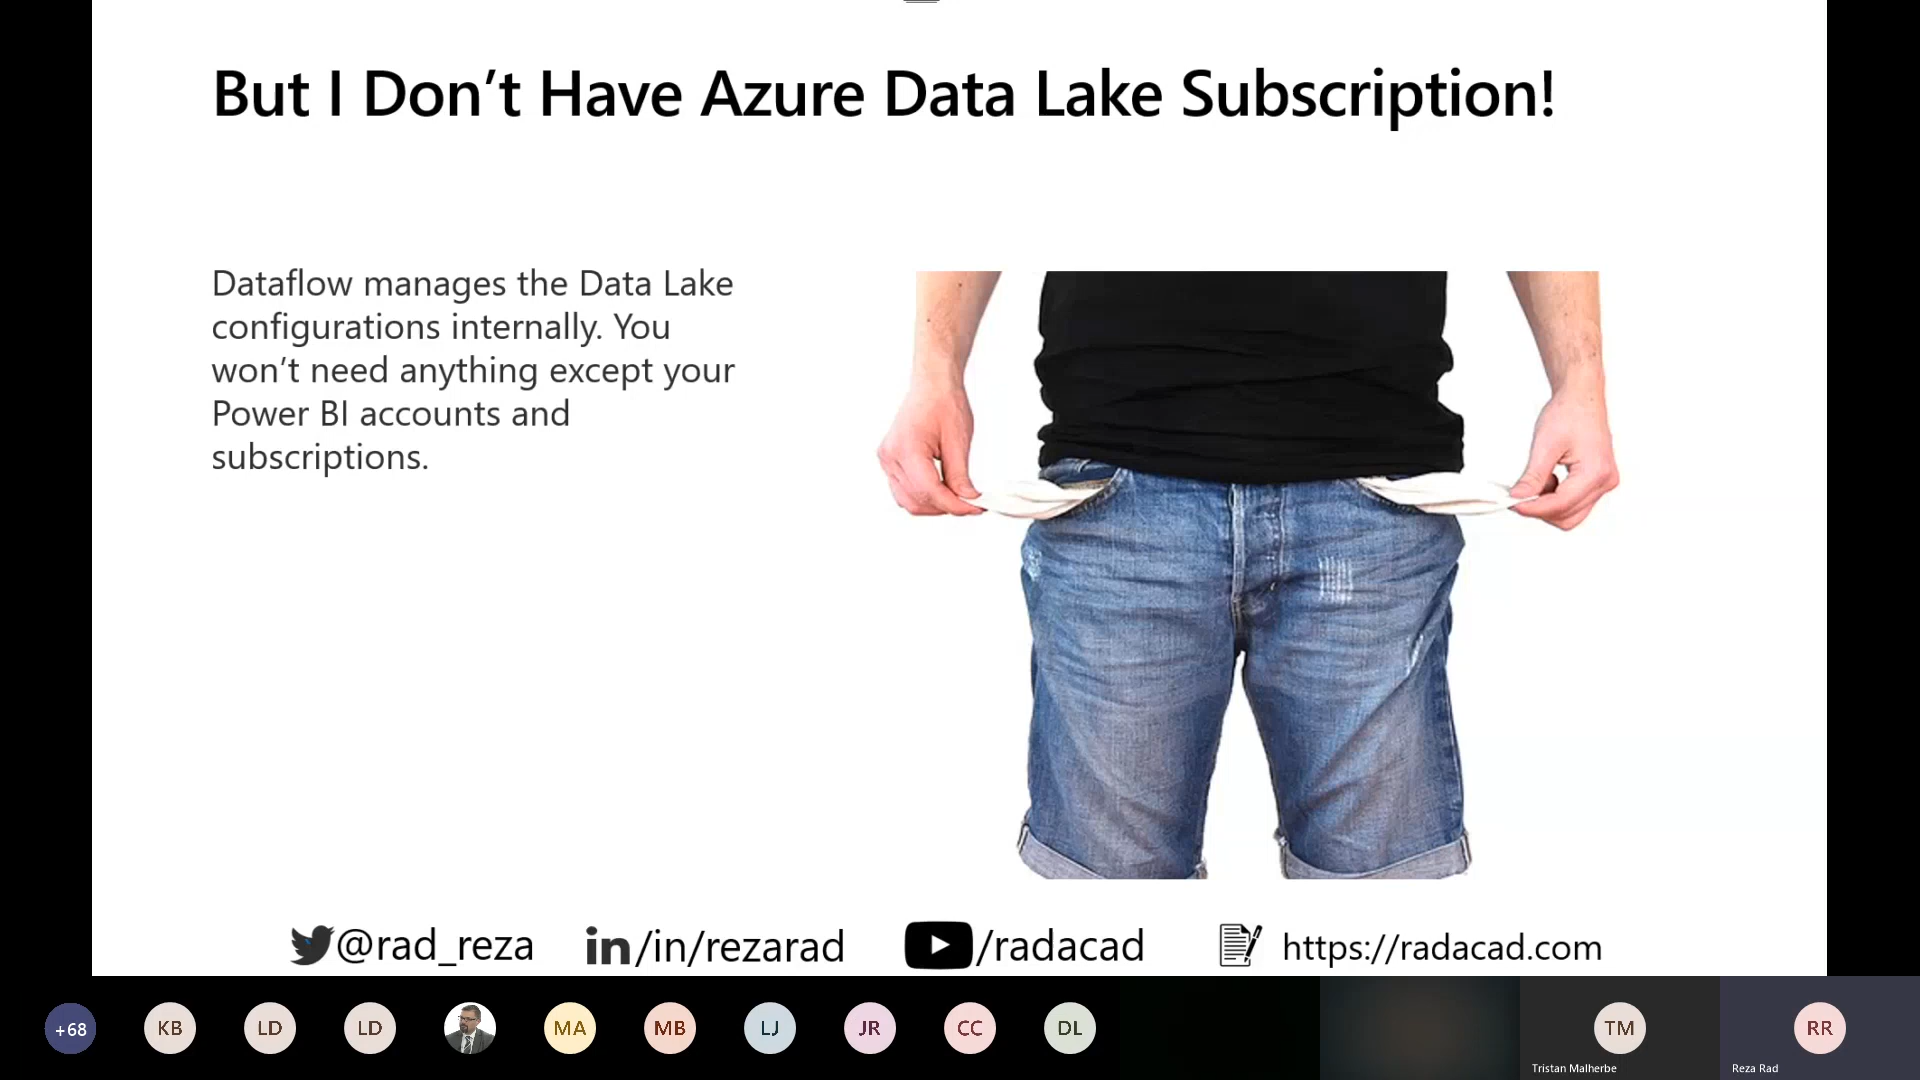 But I Don’t Have Azure Data Lake Subscription!
Dataflow manages the Data Lake
configurations internally. You
won’t need anything except your
Power BI accounts and
subscriptions.
@rad_reza
in/in/rezarad
/radacad
https://radacad.com
+68
KB
LD
LD
MA
MB
LJ
JR
CC
DL
TM
Tristan Malherbe
RR
Reza Rad